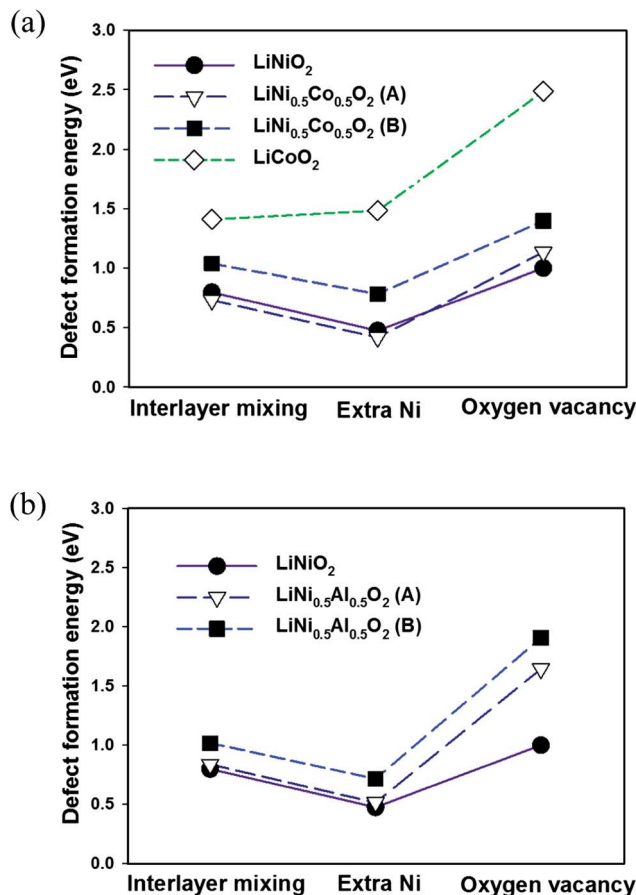 (a)
3.0
2.5
2.0
1.5
1.0
0.5
0.0
Defect formation energy (eV)
LiNiO₂
LiNi₀.₅Co₀.₅O₂ (A)
LiNi₀.₅Co₀.₅O₂ (B)
LiCoO₂
Interlayer mixing Extra Ni Oxygen vacancy
(b)
3.0
2.5
2.0
1.5
1.0
0.5
0.0
Defect formation energy (eV)
LiNiO₂
LiNi₀.₅Al₀.₅O₂ (A)
LiNi₀.₅Al₀.₅O₂ (B)
Interlayer mixing Extra Ni Oxygen vacancy